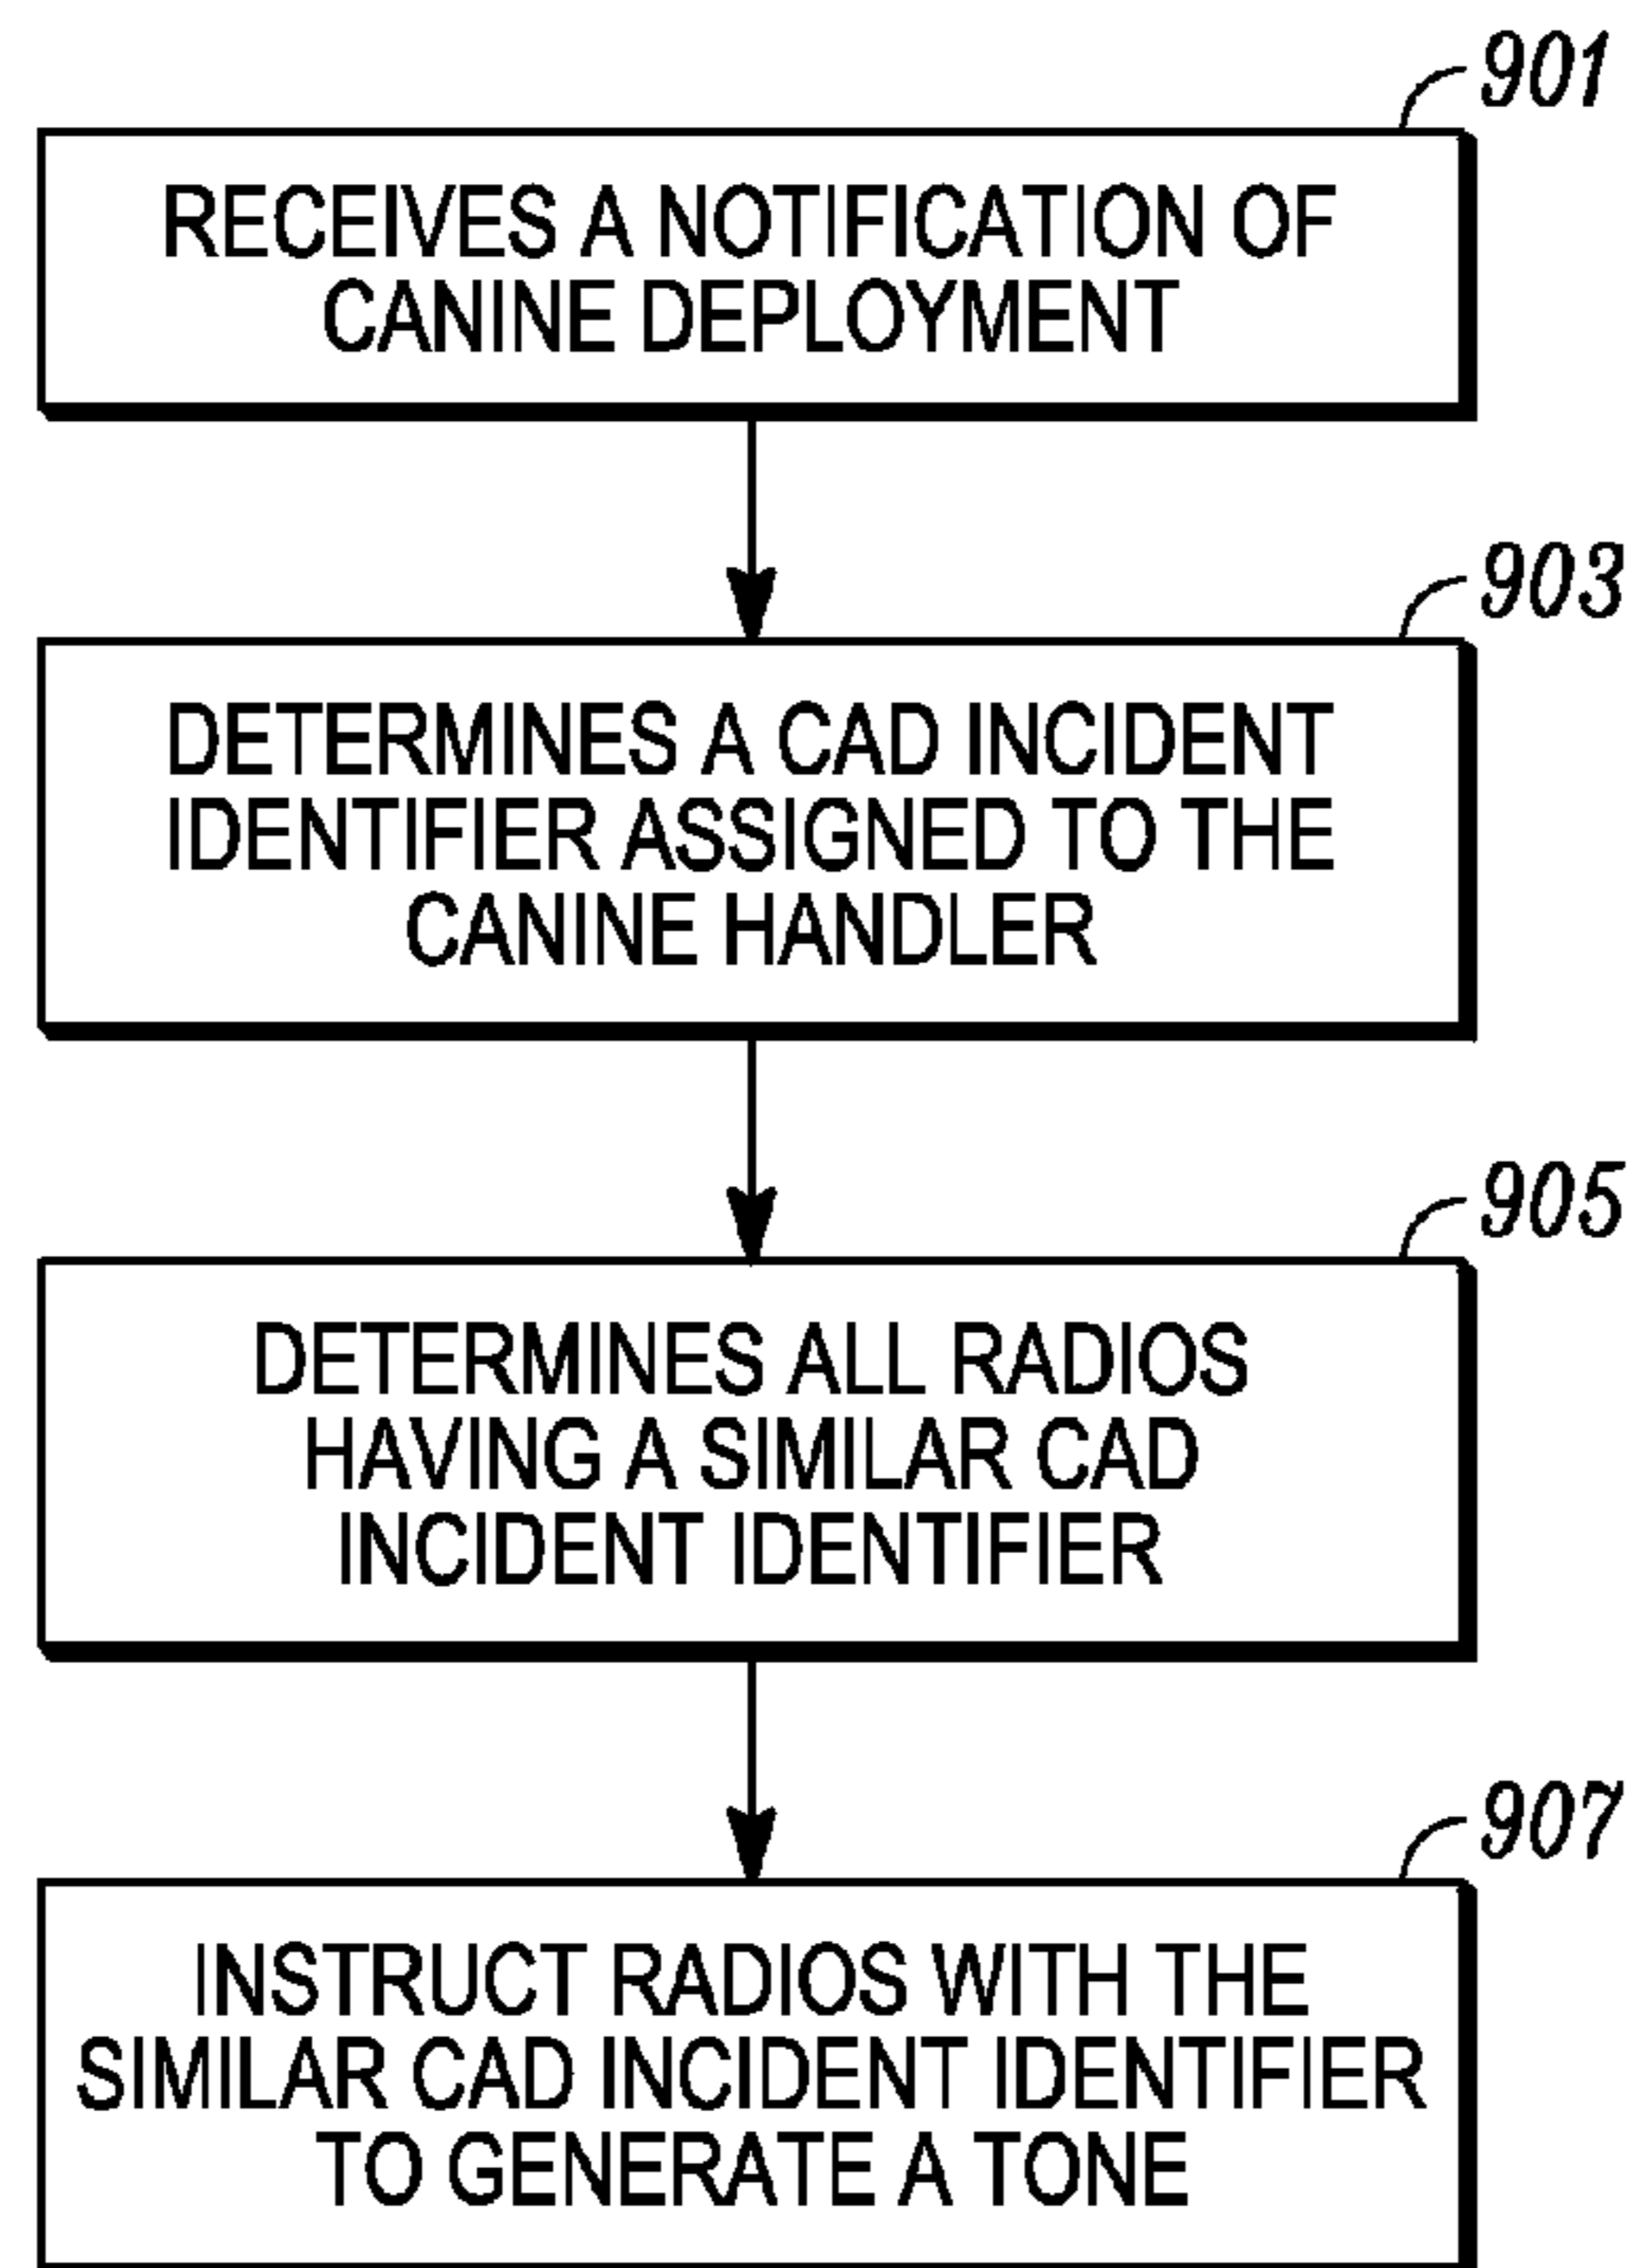 901
RECEIVES A NOTIFICATION OF
CANINE DEPLOYMENT
903
DETERMINES A CAD INCIDENT
IDENTIFIER ASSIGNED TO THE
CANINE HANDLER
905
DETERMINES ALL RADIOS
HAVING A SIMILAR CAD
INCIDENT IDENTIFIER
907
INSTRUCT RADIOS WITH THE
SIMILAR CAD INCIDENT IDENTIFIER
TO GENERATE A TONE